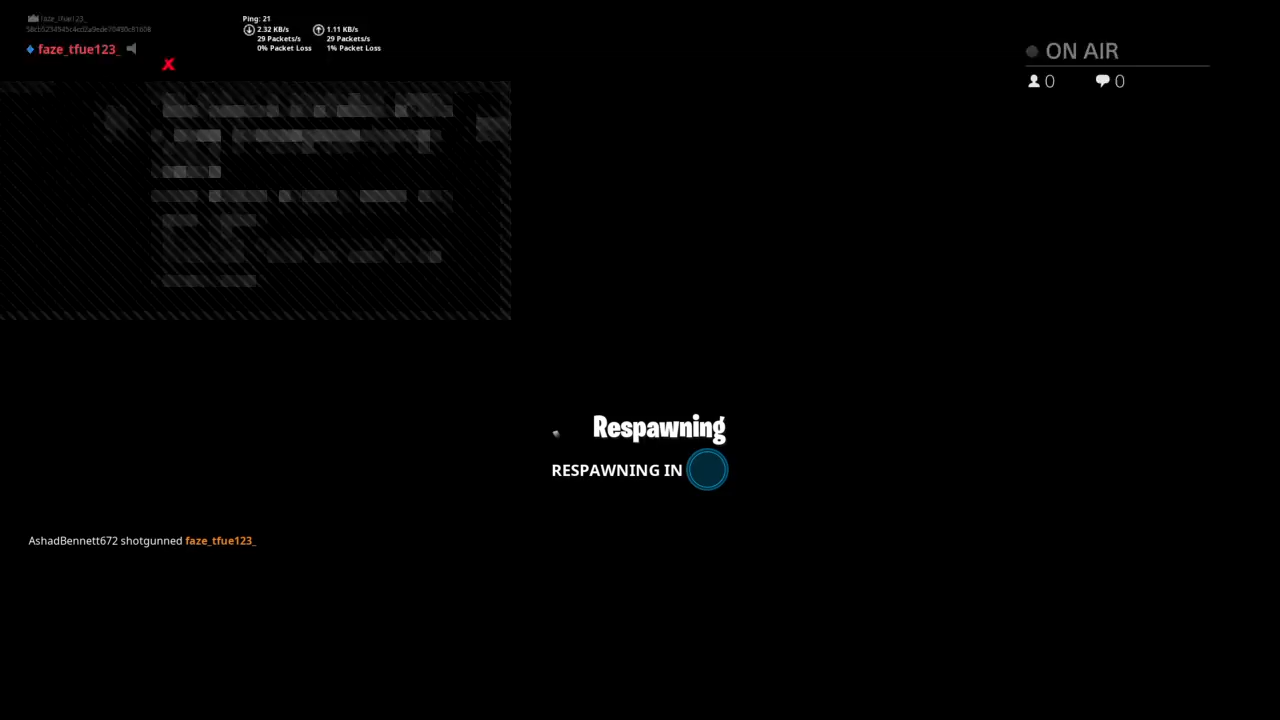 Ping: 21
2.32 KB/s
1.11 KB/s
29 Packets/s
29 Packets/s
0% Packet Loss
1% Packet Loss
faze_tfue123_
X
ON AIR
0
0
Respawning
RESPAWNING IN
AshadBennett672 shotgunned faze_tfue123_